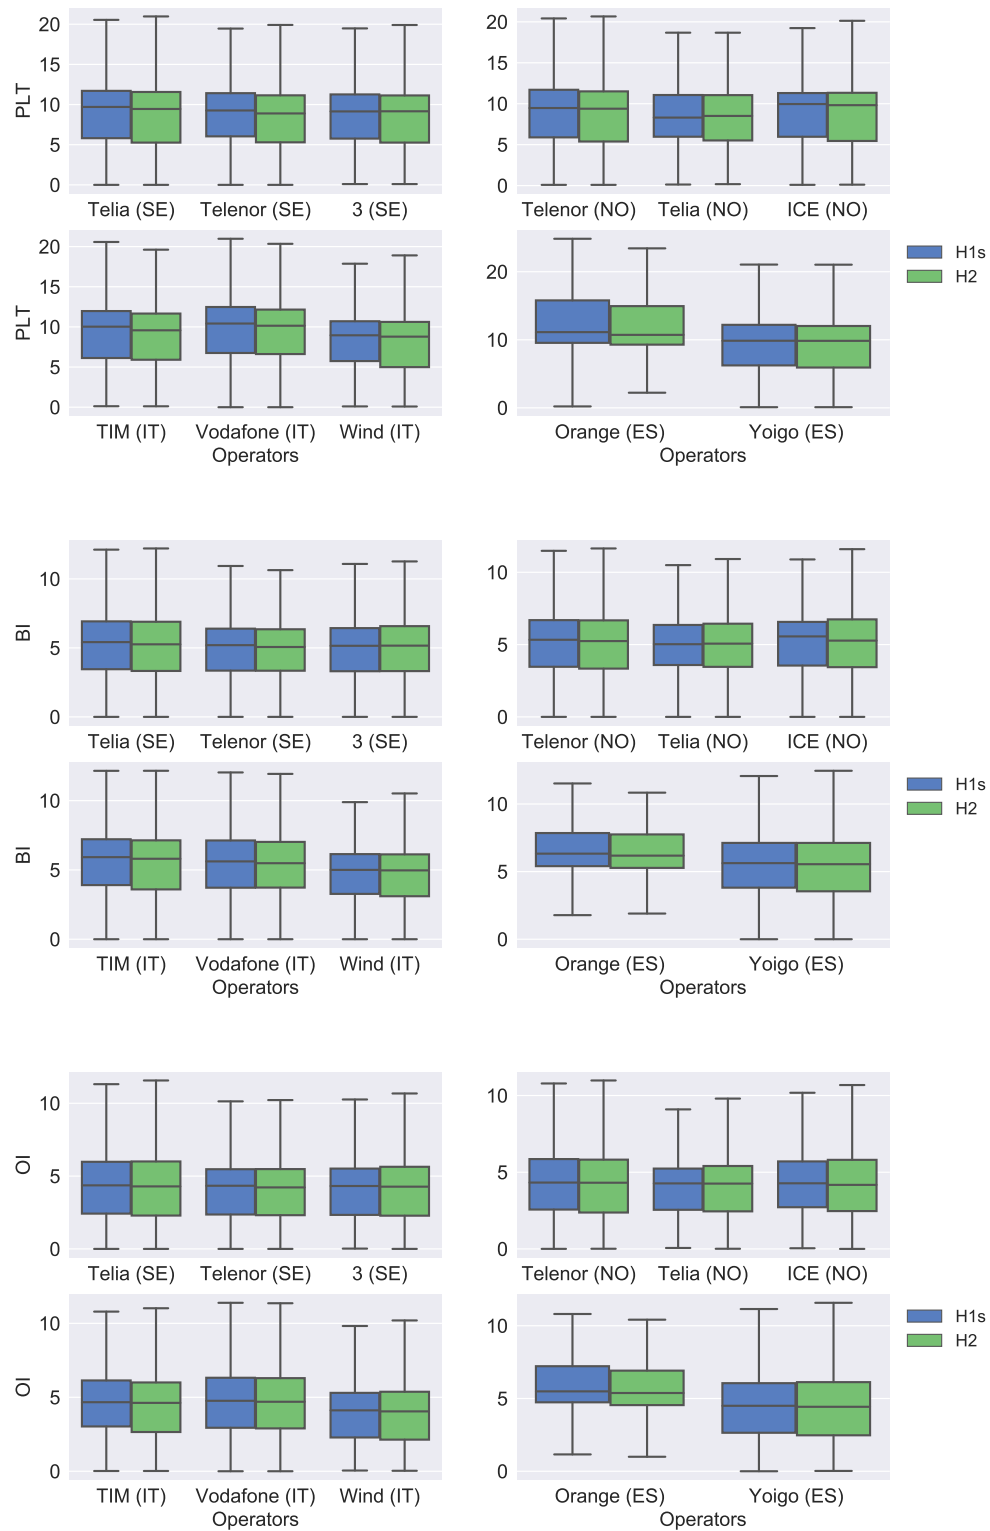 PLT
20
15
10
5
0
Telia (SE) Telenor (SE) 3 (SE)
20
15
10
5
0
Telenor (NO) Telia (NO) ICE (NO)
PLT
20
15
10
5
0
TIM (IT) Vodafone (IT) Wind (IT)
Operators
20
10
0
Orange (ES) Yoigo (ES)
Operators
H1s
H2
BI
10
5
0
Telia (SE) Telenor (SE) 3 (SE)
10
5
0
Telenor (NO) Telia (NO) ICE (NO)
BI
10
5
0
TIM (IT) Vodafone (IT) Wind (IT)
Operators
10
5
0
Orange (ES) Yoigo (ES)
Operators
H1s
H2
OI
10
5
0
Telia (SE) Telenor (SE) 3 (SE)
10
5
0
Telenor (NO) Telia (NO) ICE (NO)
OI
10
5
0
TIM (IT) Vodafone (IT) Wind (IT)
Operators
10
5
0
Orange (ES) Yoigo (ES)
Operators
H1s
H2